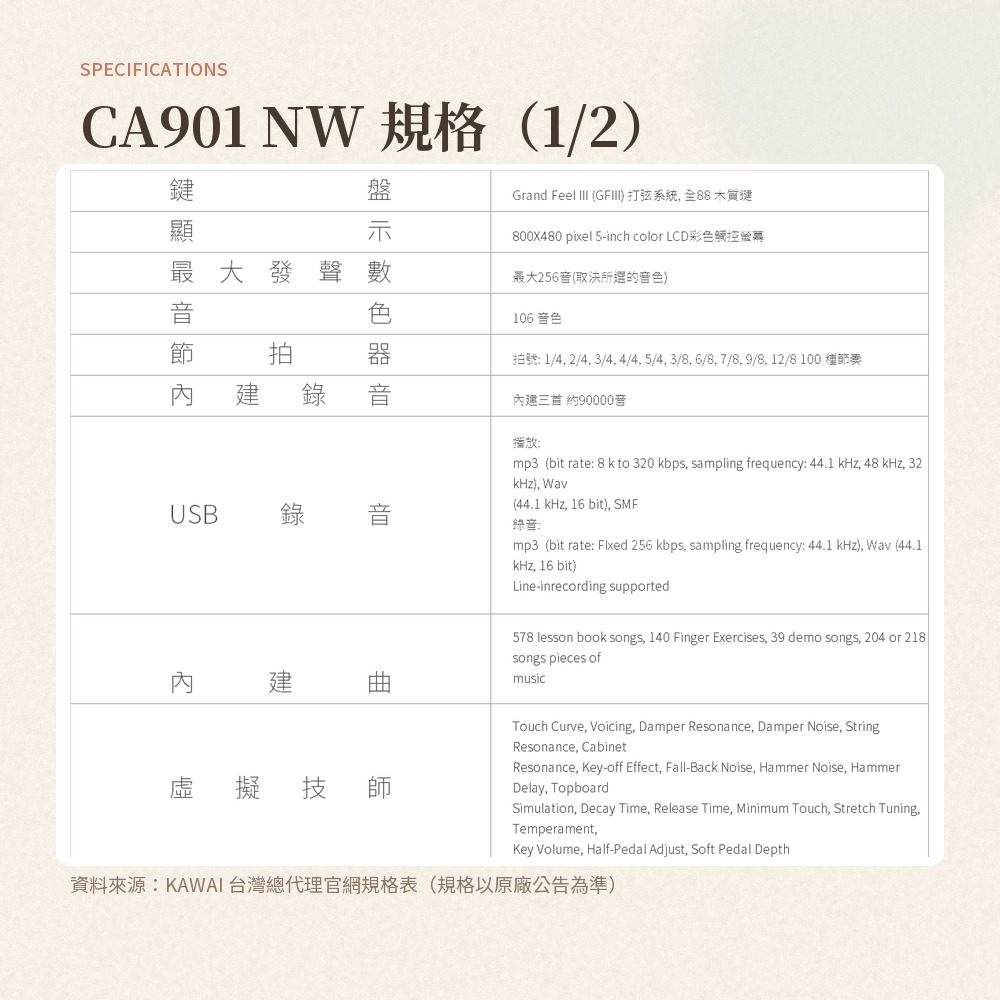 SPECIFICATIONS
CA901 NW 規格（1/2）
鍵盤 Grand Feel III (GFIII) 打弦系統, 全88 木質鍵
顯示 800X480 pixel 5-inch color LCD彩色觸控螢幕
最大發聲數 最大256音(取決所選的音色)
音色 106 音色
節拍器 拍號: 1/4, 2/4, 3/4, 4/4, 5/4, 3/8, 6/8, 7/8, 9/8, 12/8 100 種節奏
內建錄音 內建三首 約90000音
USB 錄音
播放:
mp3 (bit rate: 8 k to 320 kbps, sampling frequency: 44.1 kHz, 48 kHz, 32
kHz), Wav
(44.1 kHz, 16 bit), SMF
錄音:
mp3 (bit rate: FIxed 256 kbps, sampling frequency: 44.1 kHz), Wav (44.1
kHz, 16 bit)
Line-inrecording supported
內建曲
578 lesson book songs, 140 Finger Exercises, 39 demo songs, 204 or 218
songs pieces of
music
虛擬技師
Touch Curve, Voicing, Damper Resonance, Damper Noise, String
Resonance, Cabinet
Resonance, Key-off Effect, Fall-Back Noise, Hammer Noise, Hammer
Delay, Topboard
Simulation, Decay Time, Release Time, Minimum Touch, Stretch Tuning,
Temperament,
Key Volume, Half-Pedal Adjust, Soft Pedal Depth
資料來源：KAWAI 台灣總代理官網規格表（規格以原廠公告為準）